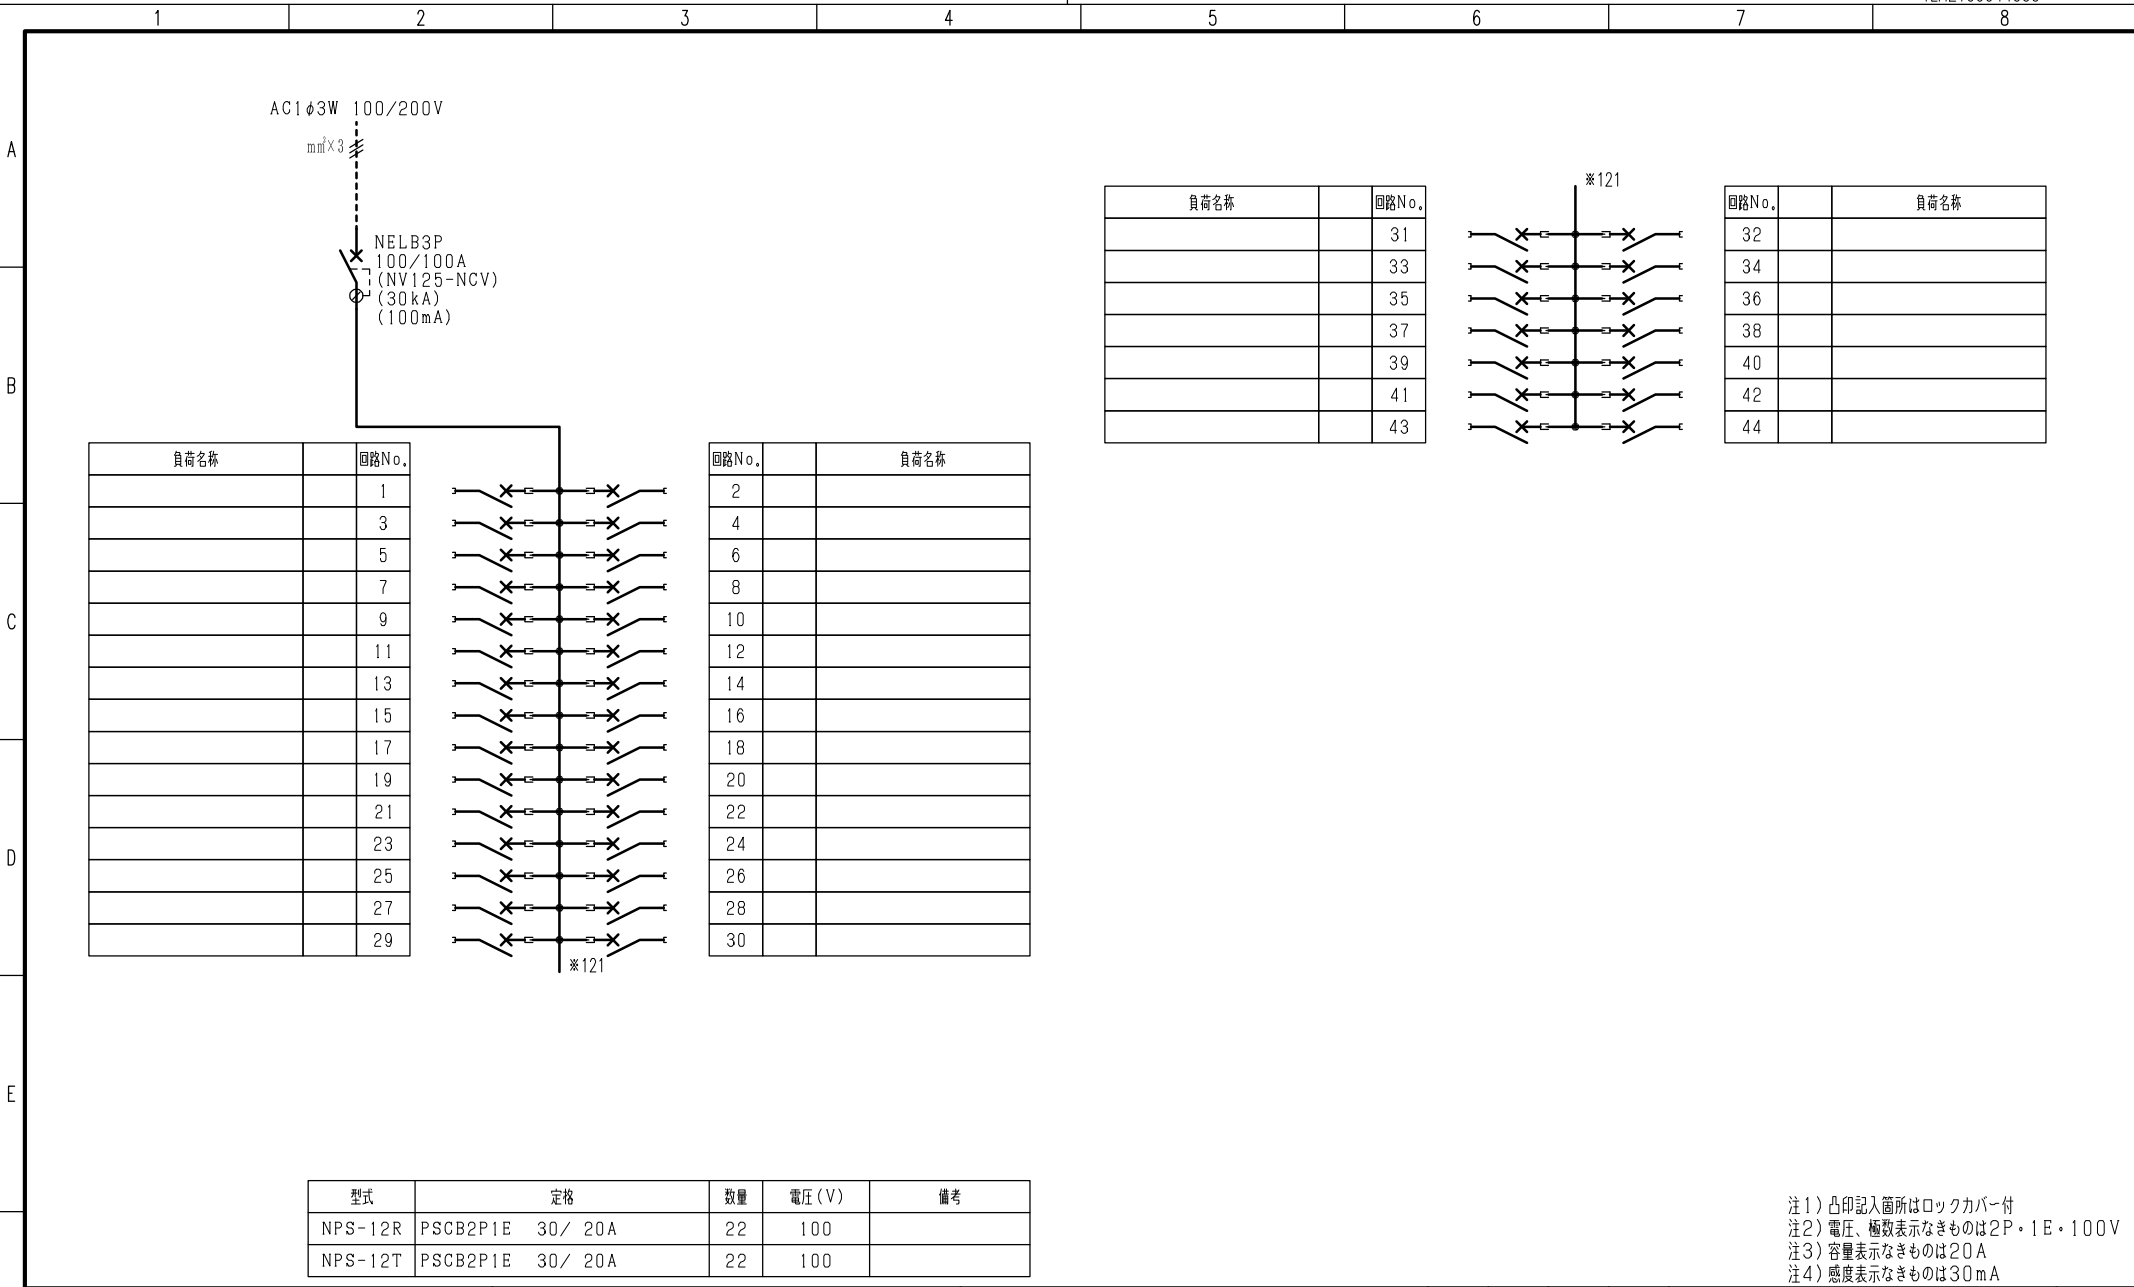 1 2 3 4 5 6 7 8
A
B
C
D
E
AC1φ3W 100/200V
mm²×3
NELB3P
100/100A
(NV125-NCV)
(30kA)
(100mA)
負荷名称 回路No.
1
3
5
7
9
11
13
15
17
19
21
23
25
27
29
※121
回路No. 負荷名称
2
4
6
8
10
12
14
16
18
20
22
24
26
28
30
※121
負荷名称 回路No.
31
33
35
37
39
41
43
回路No. 負荷名称
32
34
36
38
40
42
44
型式 定格 数量 電圧(V) 備考
NPS-12R PSCB2P1E 30/ 20A 22 100
NPS-12T PSCB2P1E 30/ 20A 22 100
注1)凸印記入箇所はロックカバー付
注2)電圧、極数表示なきものは2P・1E・100V
注3)容量表示なきものは20A
注4)感度表示なきものは30mA